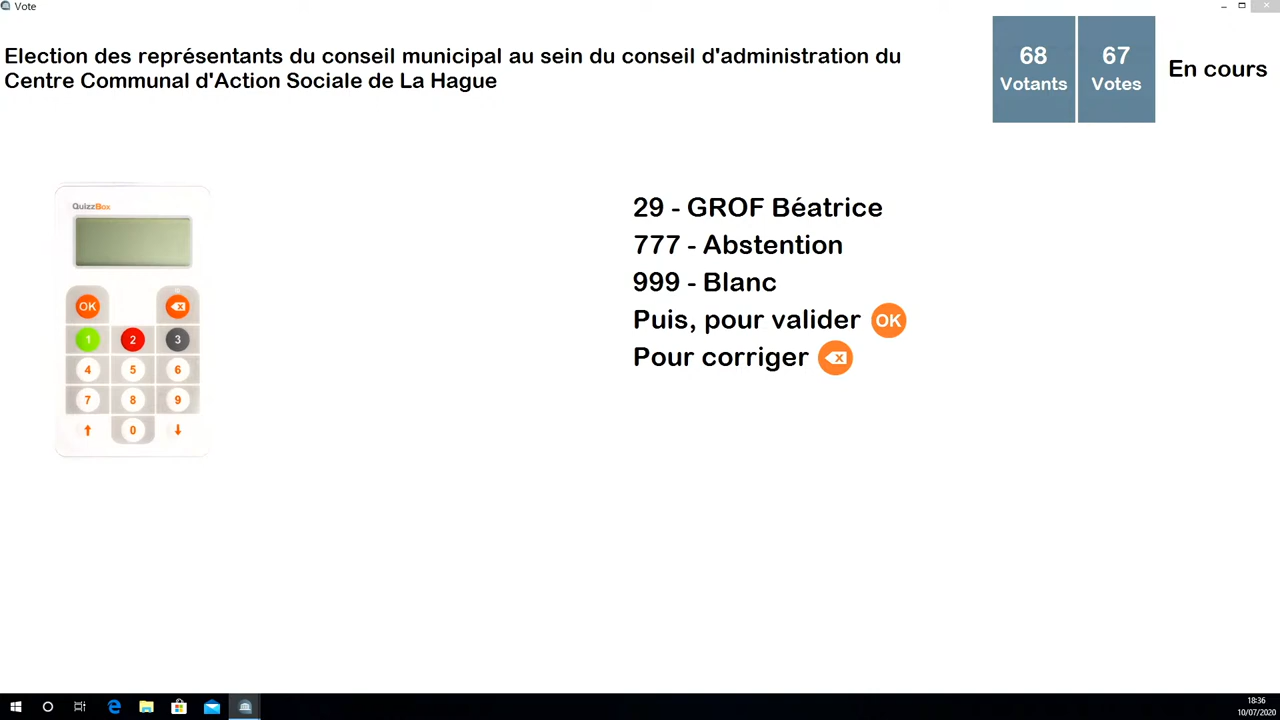 Vote
Election des représentants du conseil municipal au sein du conseil d'administration du
Centre Communal d'Action Sociale de La Hague
68
Votants
67
Votes
En cours
QuizzBox
OK
1 2 3
4 5 6
7 8 9
0
29 - GROF Béatrice
777 - Abstention
999 - Blanc
Puis, pour valider OK
Pour corriger
18:36
10/07/2020